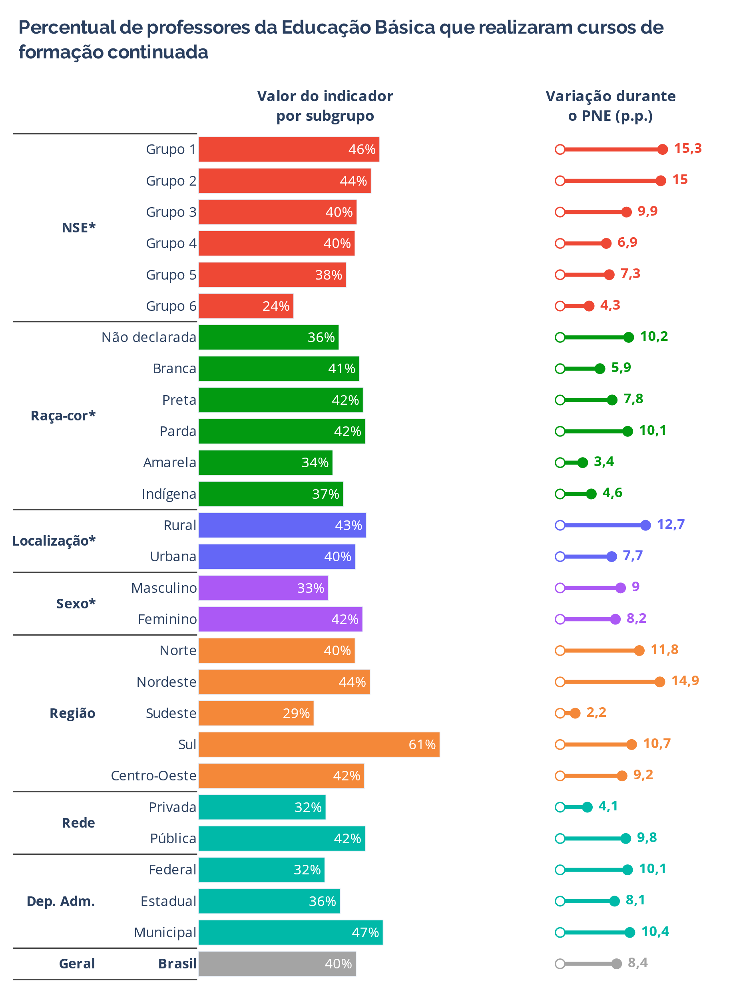 Percentual de professores da Educação Básica que realizaram cursos de
formação continuada
Valor do indicador
por subgrupo
Variação durante
o PNE (p.p.)
NSE*
Grupo 1 46% 15,3
Grupo 2 44% 15
Grupo 3 40% 9,9
Grupo 4 40% 6,9
Grupo 5 38% 7,3
Grupo 6 24% 4,3
Raça-cor*
Não declarada 36% 10,2
Branca 41% 5,9
Preta 42% 7,8
Parda 42% 10,1
Amarela 34% 3,4
Indígena 37% 4,6
Localização*
Rural 43% 12,7
Urbana 40% 7,7
Sexo*
Masculino 33% 9
Feminino 42% 8,2
Região
Norte 40% 11,8
Nordeste 44% 14,9
Sudeste 29% 2,2
Sul 61% 10,7
Centro-Oeste 42% 9,2
Rede
Privada 32% 4,1
Pública 42% 9,8
Dep. Adm.
Federal 32% 10,1
Estadual 36% 8,1
Municipal 47% 10,4
Geral
Brasil 40% 8,4